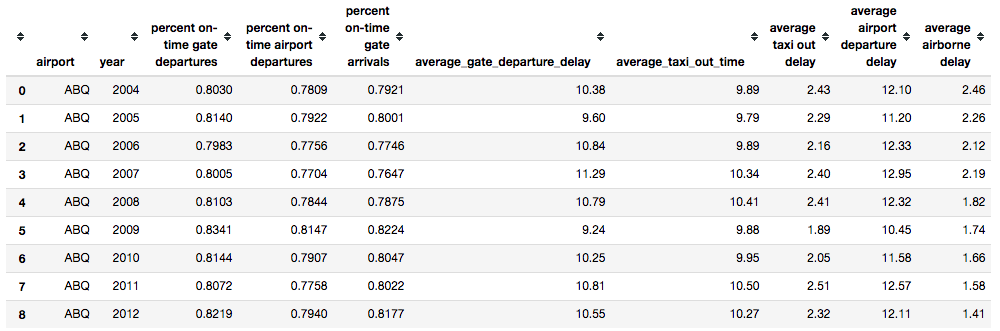 airport year percent on-time gate departures percent on-time airport departures percent on-time gate arrivals average_gate_departure_delay average_taxi_out_time average taxi out delay average airport departure delay average airborne delay
0 ABQ 2004 0.8030 0.7809 0.7921 10.38 9.89 2.43 12.10 2.46
1 ABQ 2005 0.8140 0.7922 0.8001 9.60 9.79 2.29 11.20 2.26
2 ABQ 2006 0.7983 0.7756 0.7746 10.84 9.89 2.16 12.33 2.12
3 ABQ 2007 0.8005 0.7704 0.7647 11.29 10.34 2.40 12.95 2.19
4 ABQ 2008 0.8103 0.7844 0.7875 10.79 10.41 2.41 12.32 1.82
5 ABQ 2009 0.8341 0.8147 0.8224 9.24 9.88 1.89 10.45 1.74
6 ABQ 2010 0.8144 0.7907 0.8047 10.25 9.95 2.05 11.58 1.66
7 ABQ 2011 0.8072 0.7758 0.8022 10.81 10.50 2.51 12.57 1.58
8 ABQ 2012 0.8219 0.7940 0.8177 10.55 10.27 2.32 12.11 1.41